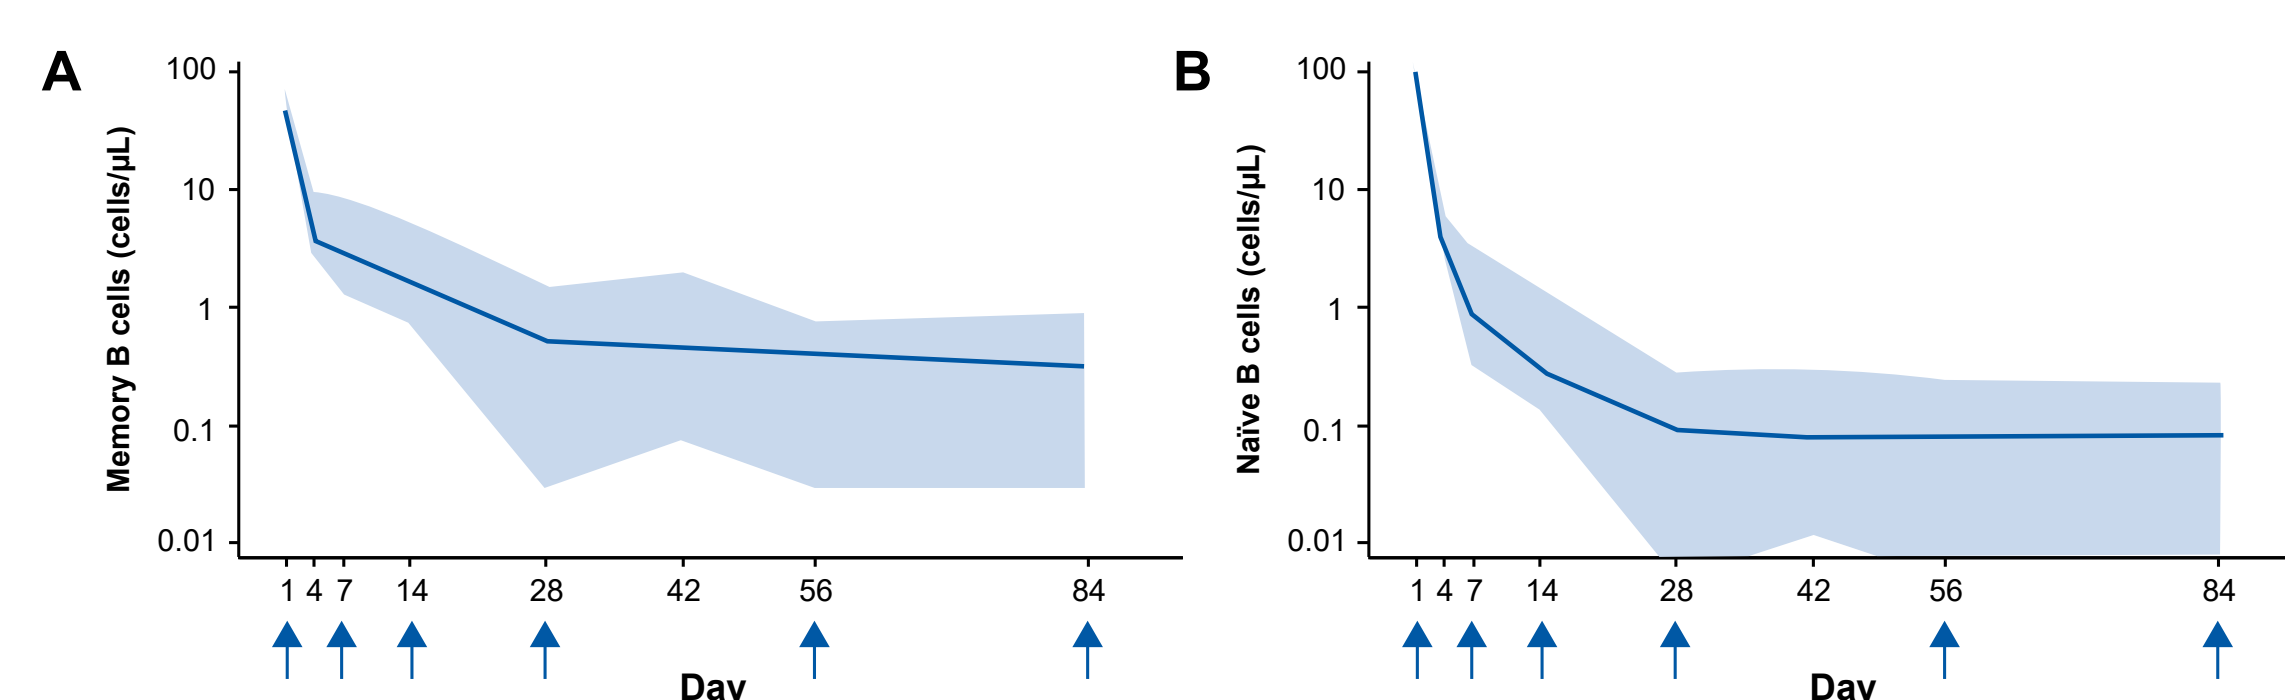 A
Memory B cells (cells/µL)
100
10
1
0.1
0.01
1 4 7 14 28 42 56 84
Day
B
Naïve B cells (cells/µL)
100
10
1
0.1
0.01
1 4 7 14 28 42 56 84
Day